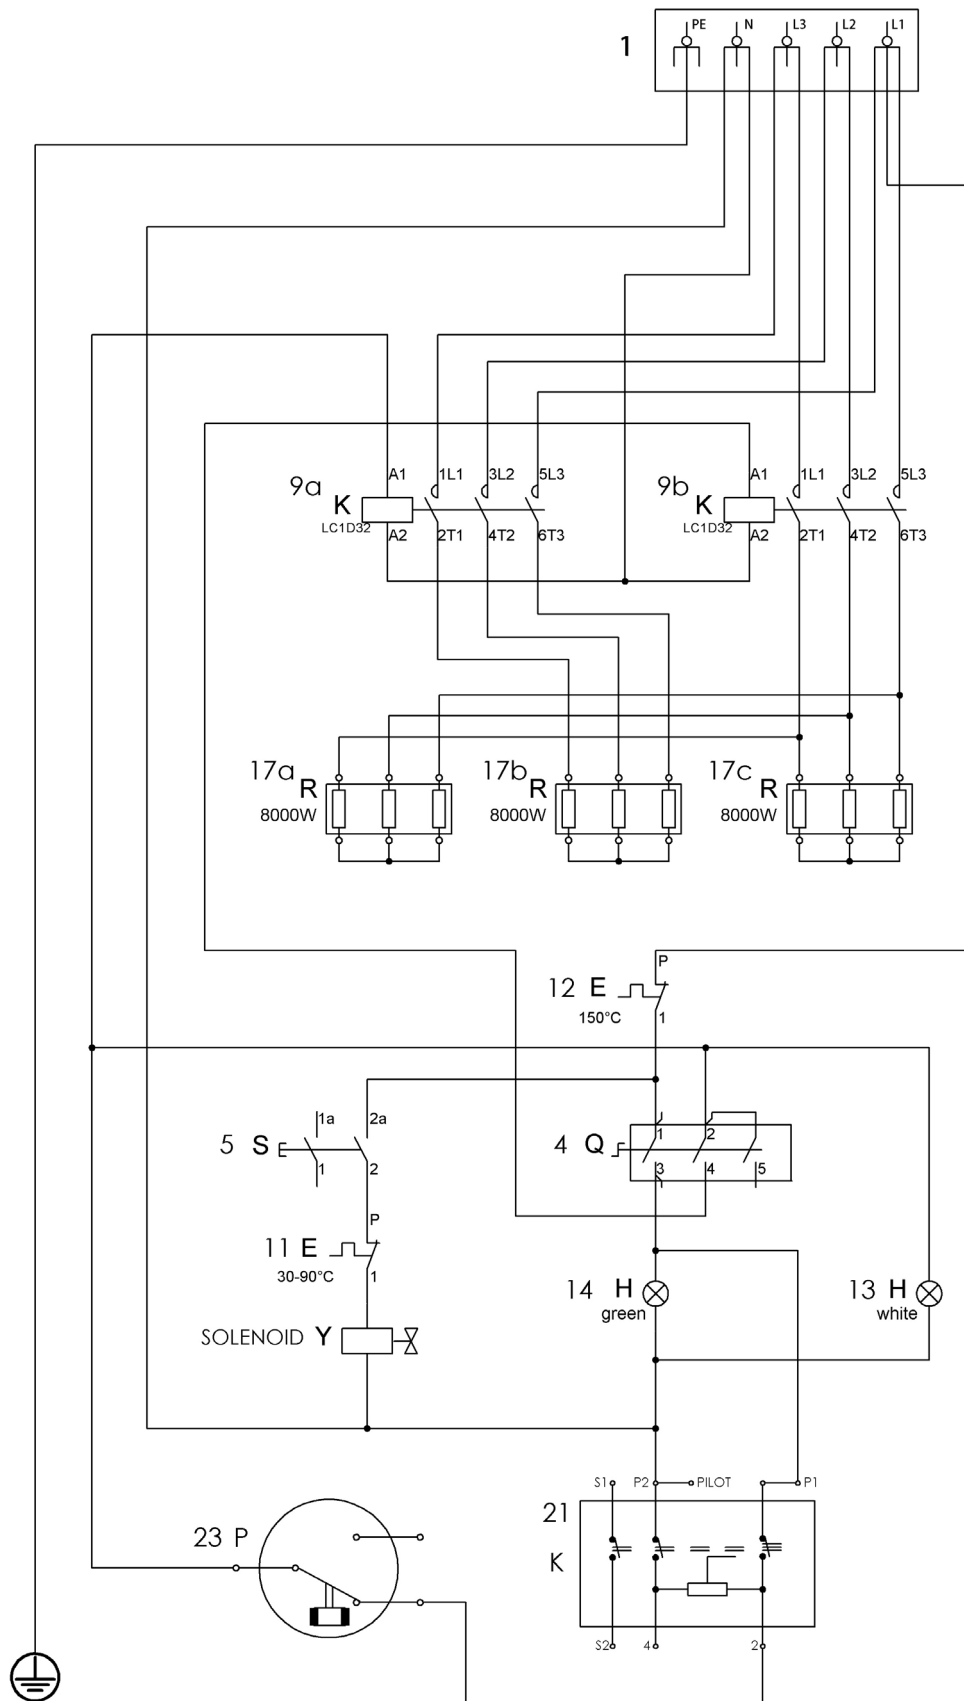 PE N L3 L2 L1
1
A1 1L1 3L2 5L3 A1 1L1 3L2 5L3
9a K 9b K
LC1D32 LC1D32
A2 2T1 4T2 6T3 A2 2T1 4T2 6T3
17a R 17b R 17c R
8000W 8000W 8000W
P
12 E
150°C 1
1a 2a
5 S 4 Q 1 2
1 2 3 4 5
P
11 E
30-90°C 1
14 H 13 H
green white
SOLENOID Y
S1 P2 PILOT P1
21
23 P
K
S2 4 2